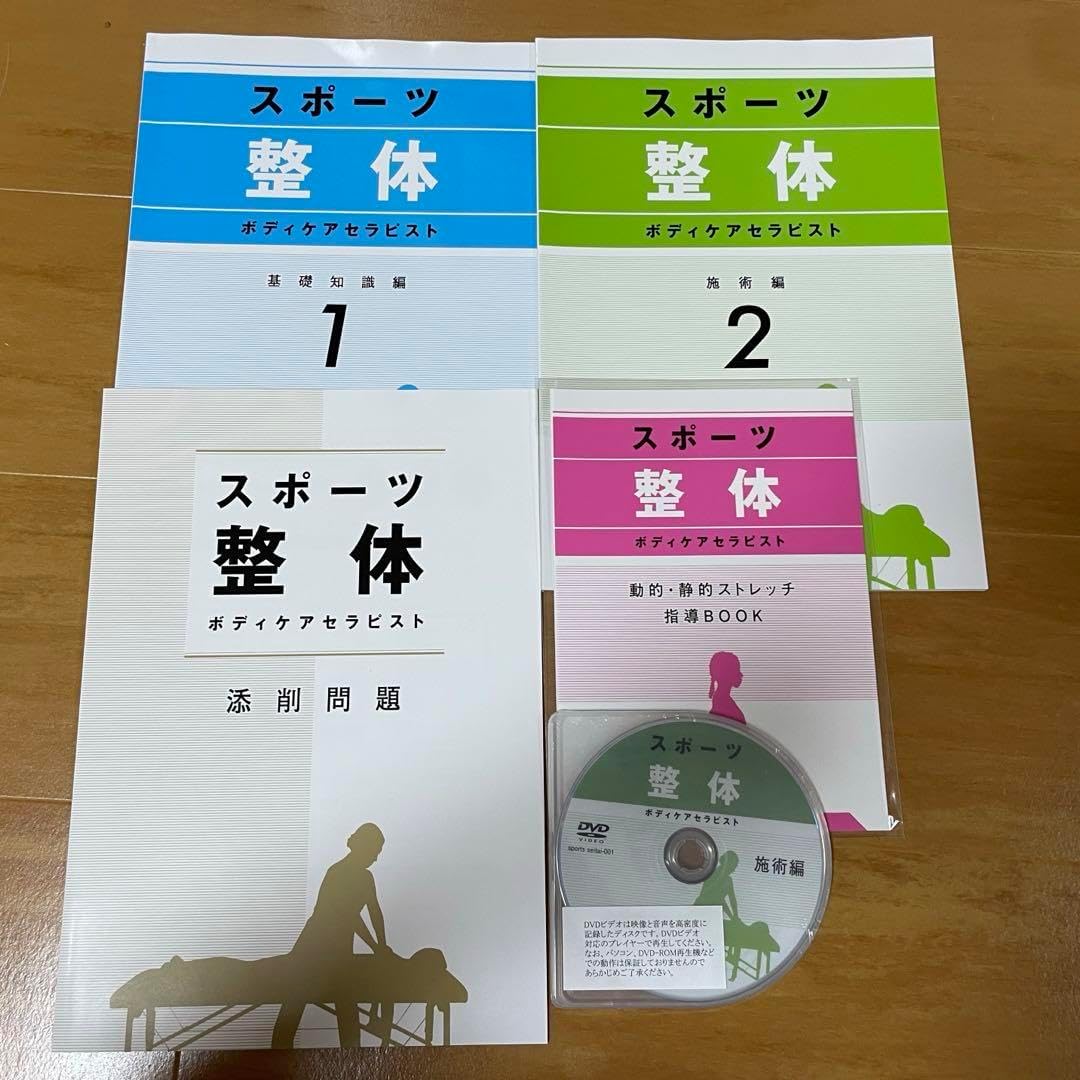 スポーツ
整体
ボディケアセラピスト
基礎知識編
1
スポーツ
整体
ボディケアセラピスト
施術編
2
スポーツ
整体
ボディケアセラピスト
添削問題
スポーツ
整体
ボディケアセラピスト
動的・静的ストレッチ
指導BOOK
スポーツ
整体
ボディケアセラピスト
DVD
VIDEO
sports seitai-001
施術編
DVDビデオは映像と音声を高密度に
記録したディスクです。DVDビデオ
対応のプレイヤーで再生してください。
なお、パソコン、DVD-ROM再生機など
での動作は保証しておりませんので
あらかじめご了承ください。